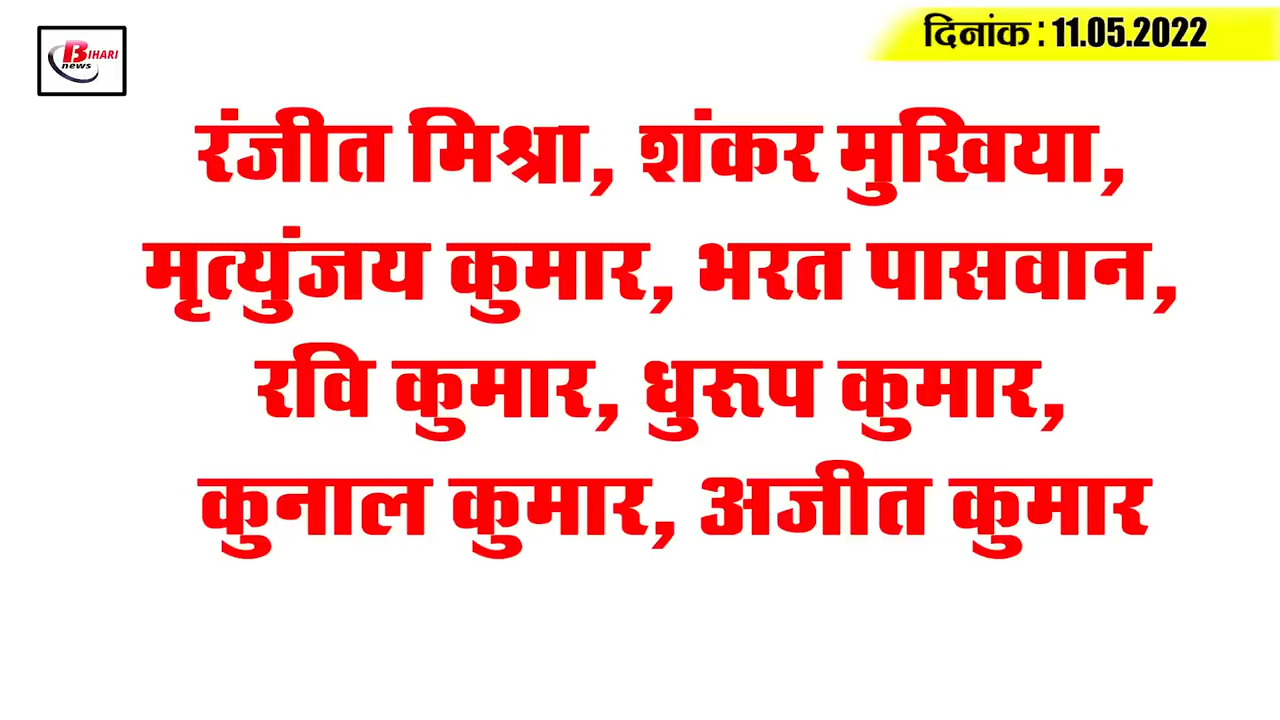 BIHARI
news
दिनांक : 11.05.2022
रंजीत मिश्रा, शंकर मुखिया,
मृत्युंजय कुमार, भरत पासवान,
रवि कुमार, धुरूप कुमार,
कुनाल कुमार, अजीत कुमार